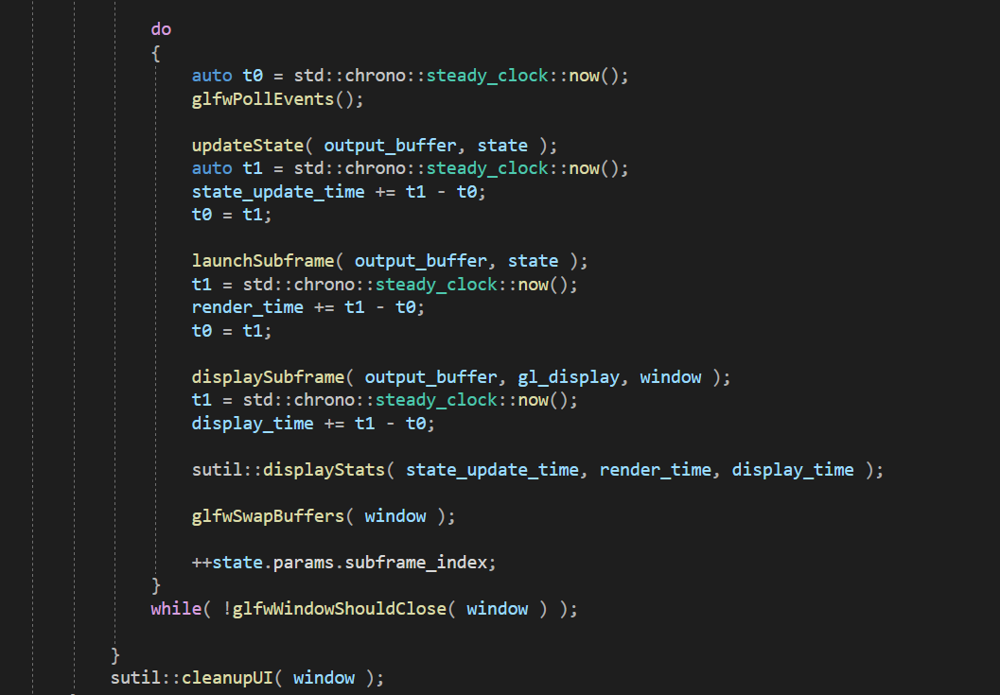 do
{
auto t0 = std::chrono::steady_clock::now();
glfwPollEvents();
updateState( output_buffer, state );
auto t1 = std::chrono::steady_clock::now();
state_update_time += t1 - t0;
t0 = t1;
launchSubframe( output_buffer, state );
t1 = std::chrono::steady_clock::now();
render_time += t1 - t0;
t0 = t1;
displaySubframe( output_buffer, gl_display, window );
t1 = std::chrono::steady_clock::now();
display_time += t1 - t0;
sutil::displayStats( state_update_time, render_time, display_time );
glfwSwapBuffers( window );
++state.params.subframe_index;
}
while( !glfwWindowShouldClose( window ) );
}
sutil::cleanupUI( window );